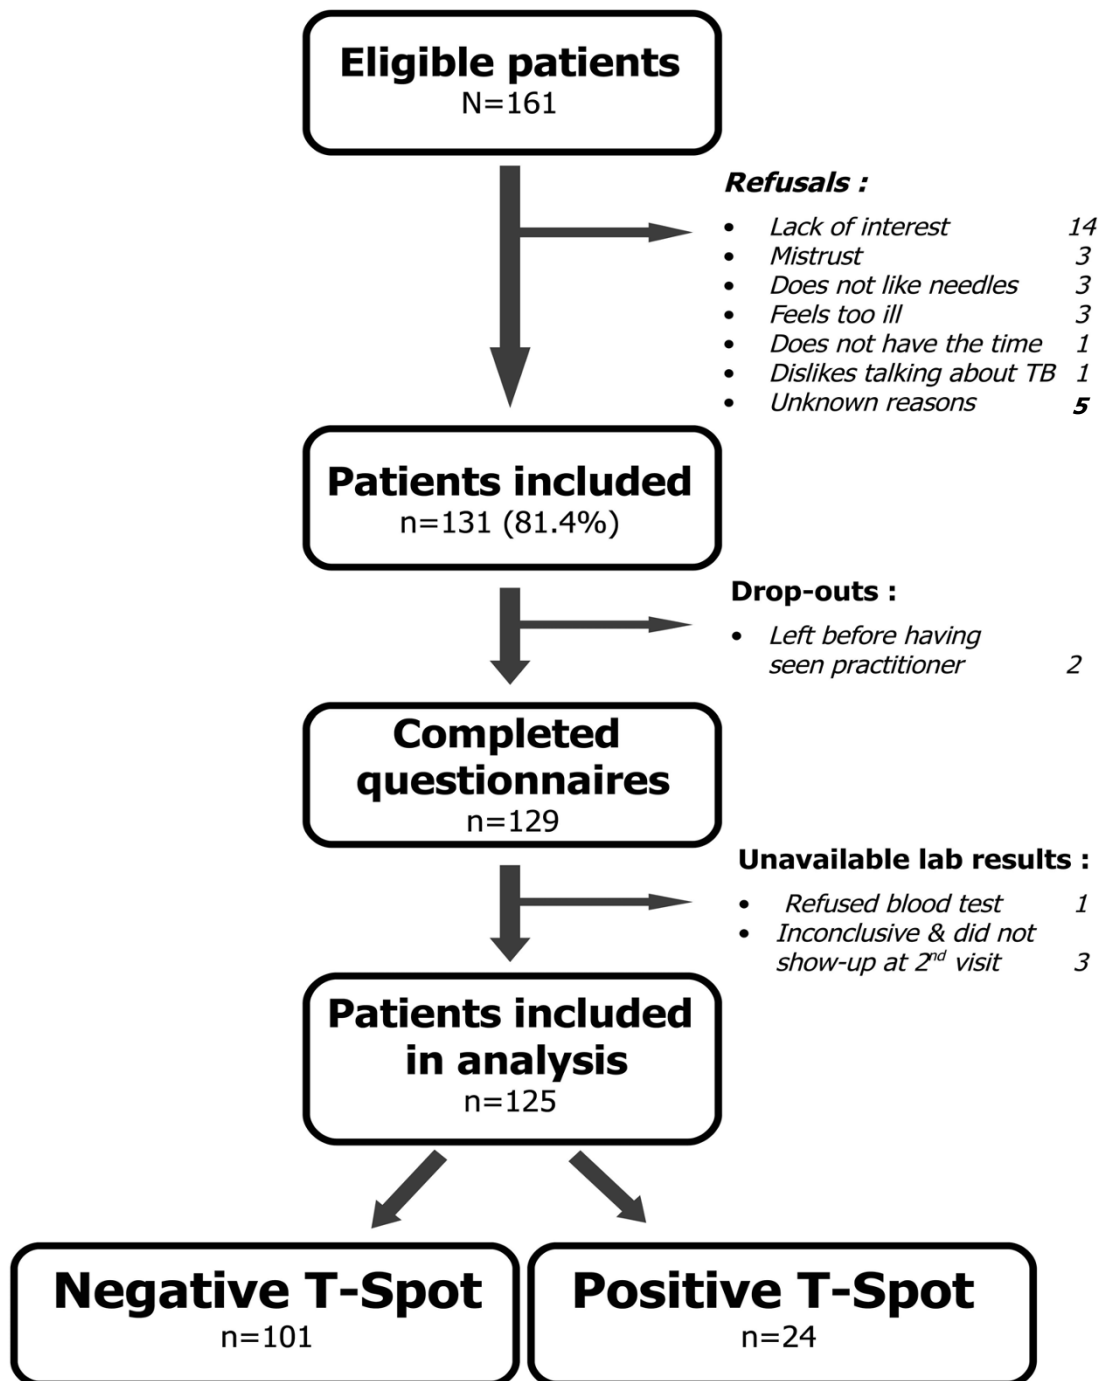 Eligible patients
N=161
Refusals :
• Lack of interest 14
• Mistrust 3
• Does not like needles 3
• Feels too ill 3
• Does not have the time 1
• Dislikes talking about TB 1
• Unknown reasons 5
Patients included
n=131 (81.4%)
Drop-outs :
• Left before having
seen practitioner 2
Completed
questionnaires
n=129
Unavailable lab results :
• Refused blood test 1
• Inconclusive & did not
show-up at 2nd visit 3
Patients included
in analysis
n=125
Negative T-Spot
n=101
Positive T-Spot
n=24